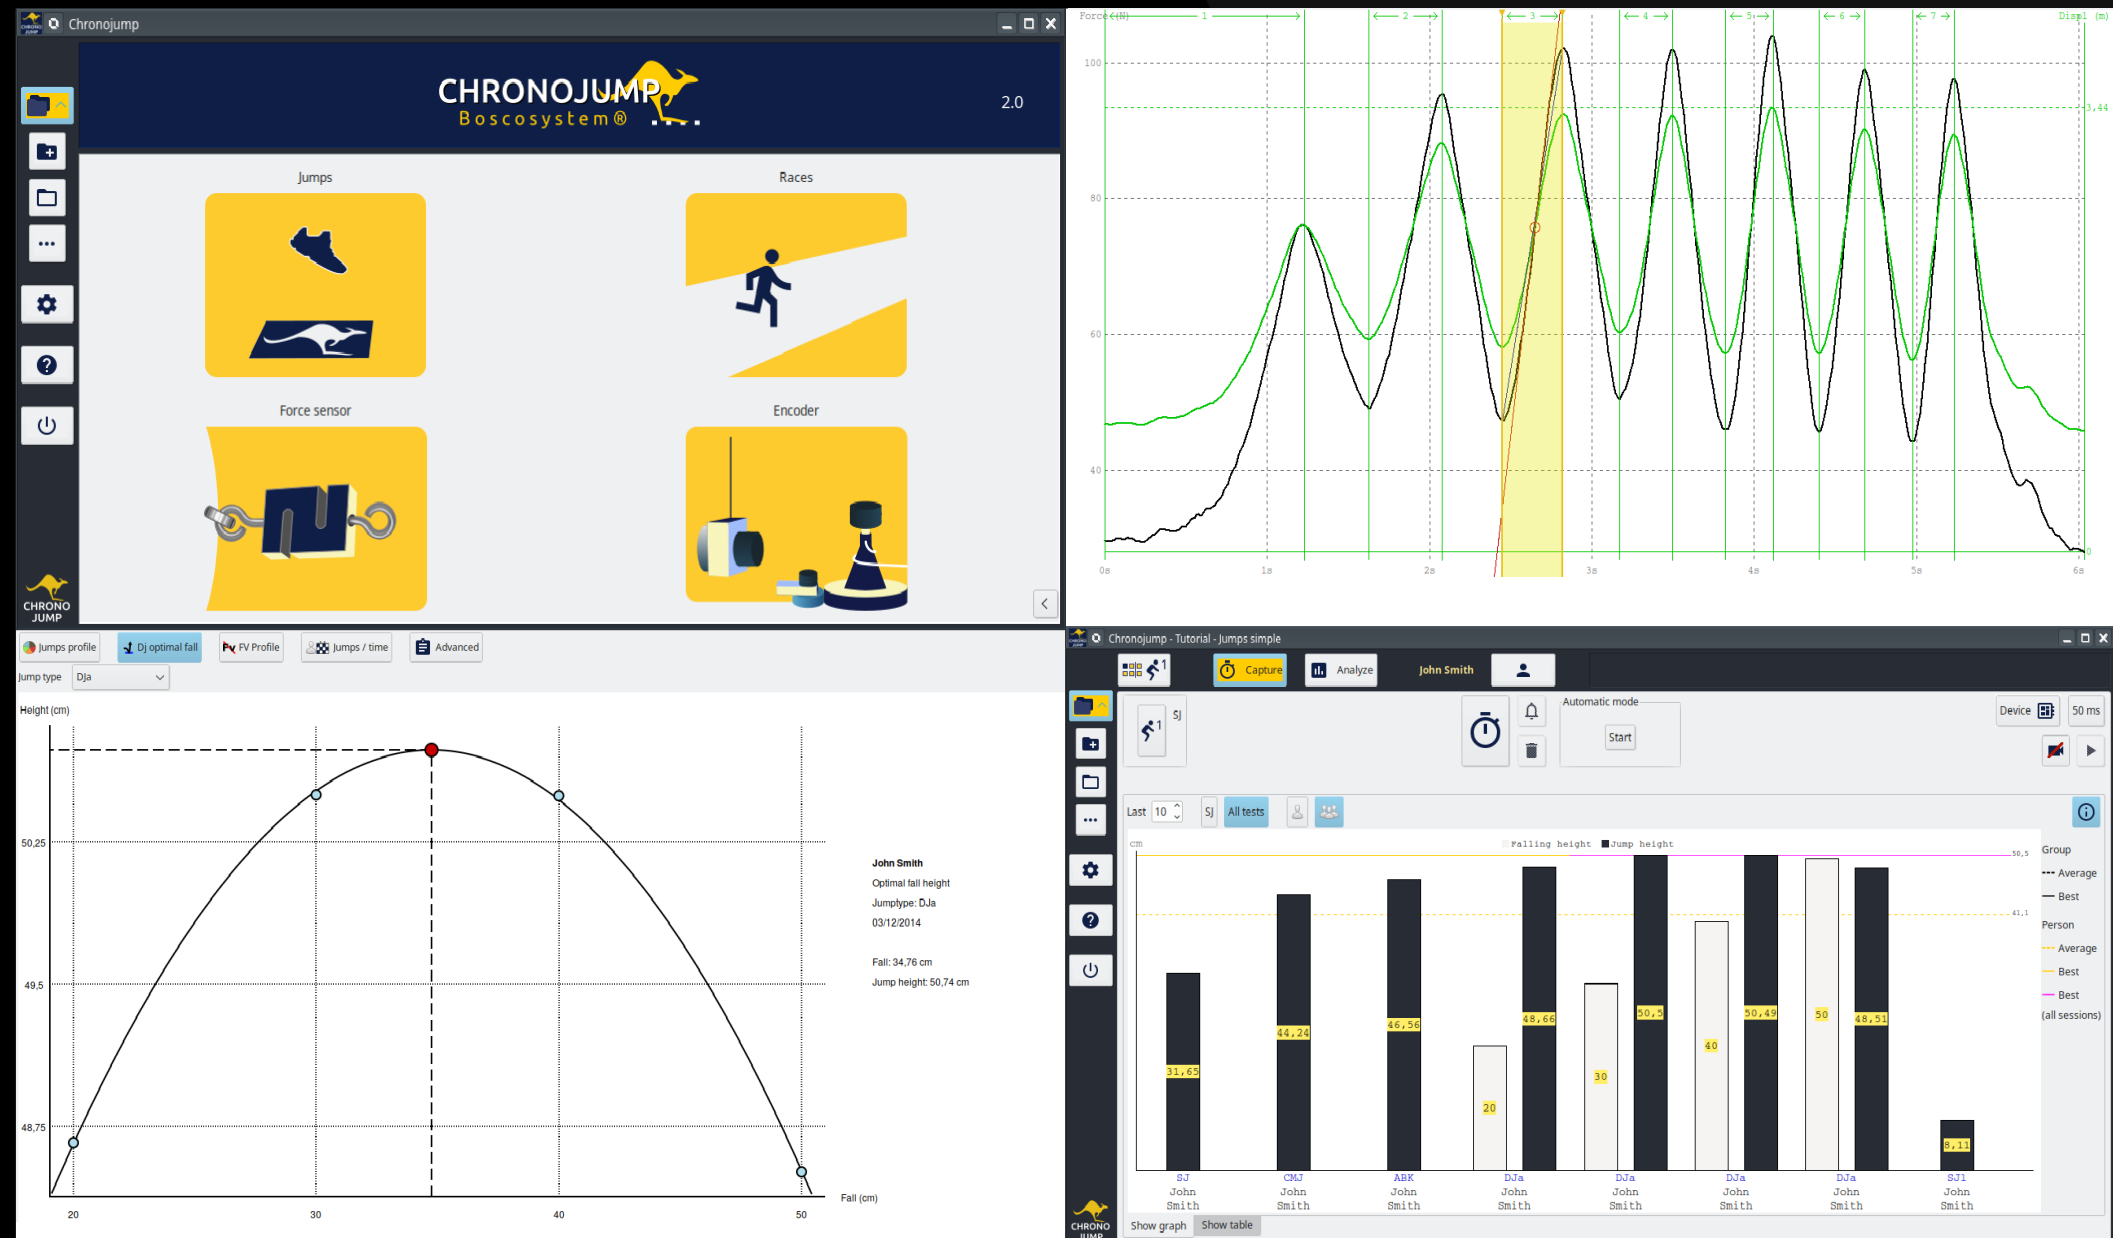 Chronojump
CHRONOJUMP
Boscosystem®
2.0
Jumps
Races
Force sensor
Encoder
CHRONO
JUMP
Force (N)
1
2
3
4
5
6
7
Displ (m)
100
80
60
40
3,44
0
0s
1s
2s
3s
4s
5s
6s
Jumps profile
Dj optimal fall
FV Profile
Jumps / time
Advanced
Jump type
DJa
Height (cm)
50,25
49,5
48,75
20
30
40
50
Fall (cm)
John Smith
Optimal fall height
Jumptype: DJa
03/12/2014
Fall: 34,76 cm
Jump height: 50,74 cm
Chronojump - Tutorial - Jumps simple
1
Capture
Analyze
John Smith
1
SJ
Automatic mode
Start
Device
50 ms
Last
10
SJ
All tests
cm
Falling height
Jump height
50,5
41,1
Group
Average
Best
Person
Average
Best
Best
(all sessions)
31,65
44,24
46,56
20
48,66
30
50,5
40
50,49
50
48,51
8,11
SJ
John
Smith
CMJ
John
Smith
ABK
John
Smith
DJa
John
Smith
DJa
John
Smith
DJa
John
Smith
DJa
John
Smith
SJl
John
Smith
Show graph
Show table
CHRONO
JUMP